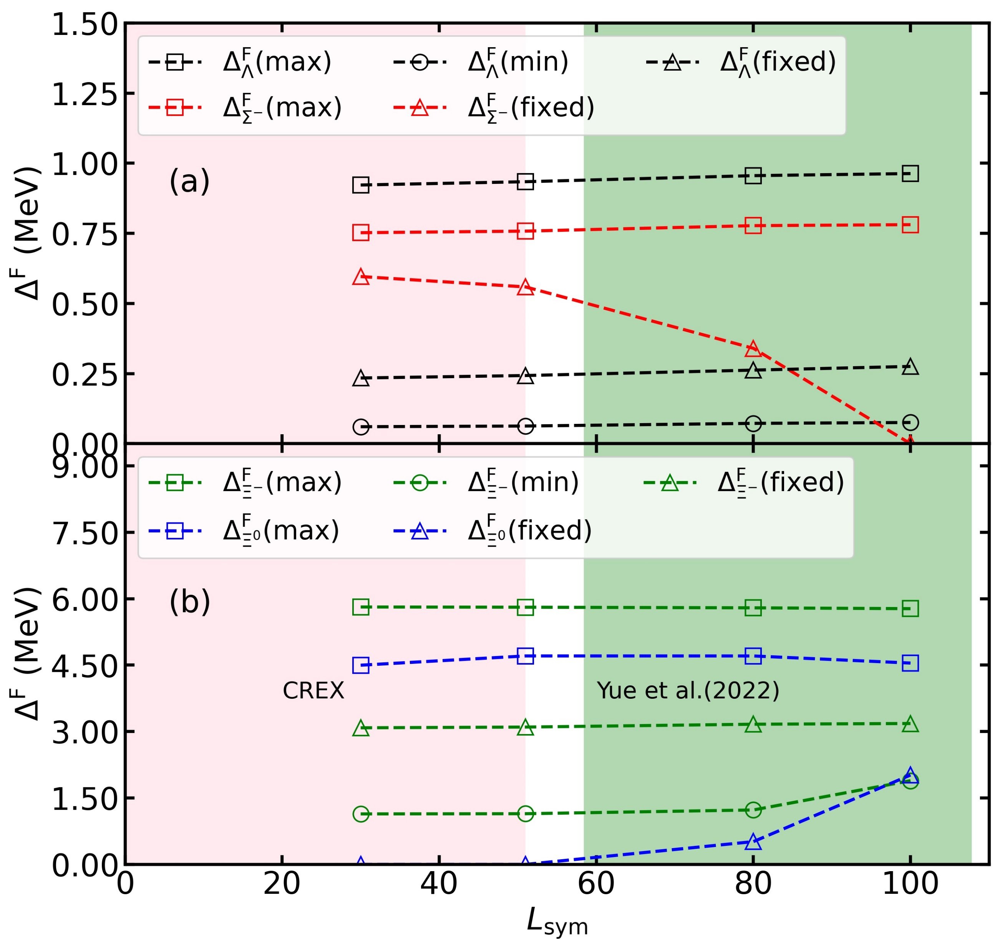 1.50
1.25
1.00
0.75
0.50
0.25
0.00
Δ^F (MeV)
Δ^F_Λ(max) Δ^F_Λ(min) Δ^F_Λ(fixed)
Δ^F_Σ−(max) Δ^F_Σ−(fixed)
(a)
9.00
7.50
6.00
4.50
3.00
1.50
0.00
Δ^F (MeV)
Δ^F_Ξ−(max) Δ^F_Ξ−(min) Δ^F_Ξ−(fixed)
Δ^F_Ξ0(max) Δ^F_Ξ0(fixed)
(b)
CREX Yue et al.(2022)
0 20 40 60 80 100
L_sym